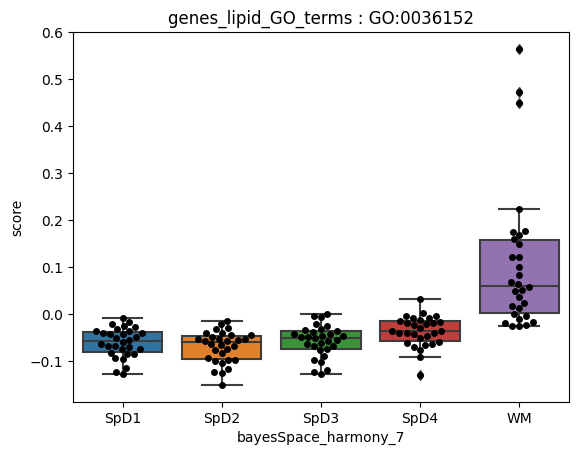 genes_lipid_GO_terms : GO:0036152
0.6
0.5
0.4
0.3
0.2
0.1
0.0
−0.1
score
SpD1 SpD2 SpD3 SpD4 WM
bayesSpace_harmony_7